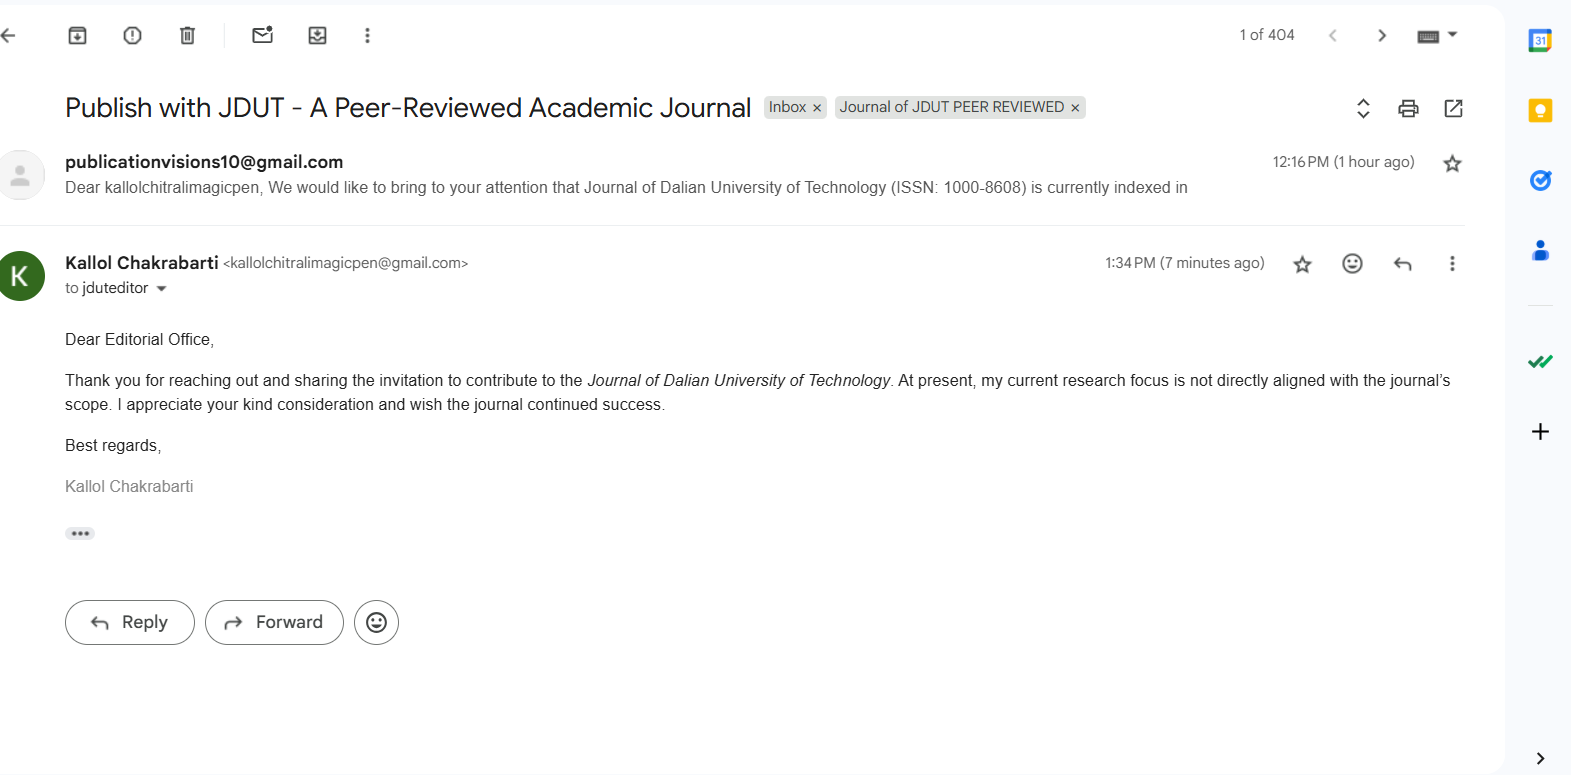 1 of 404
Publish with JDUT - A Peer-Reviewed Academic Journal Inbox × Journal of JDUT PEER REVIEWED ×
publicationvisions10@gmail.com 12:16 PM (1 hour ago)
Dear kallolchitralimagicpen, We would like to bring to your attention that Journal of Dalian University of Technology (ISSN: 1000-8608) is currently indexed in
K
Kallol Chakrabarti <kallolchitralimagicpen@gmail.com> 1:34 PM (7 minutes ago)
to jduteditor
Dear Editorial Office,
Thank you for reaching out and sharing the invitation to contribute to the Journal of Dalian University of Technology. At present, my current research focus is not directly aligned with the journal’s
scope. I appreciate your kind consideration and wish the journal continued success.
Best regards,
Kallol Chakrabarti
Reply Forward
31